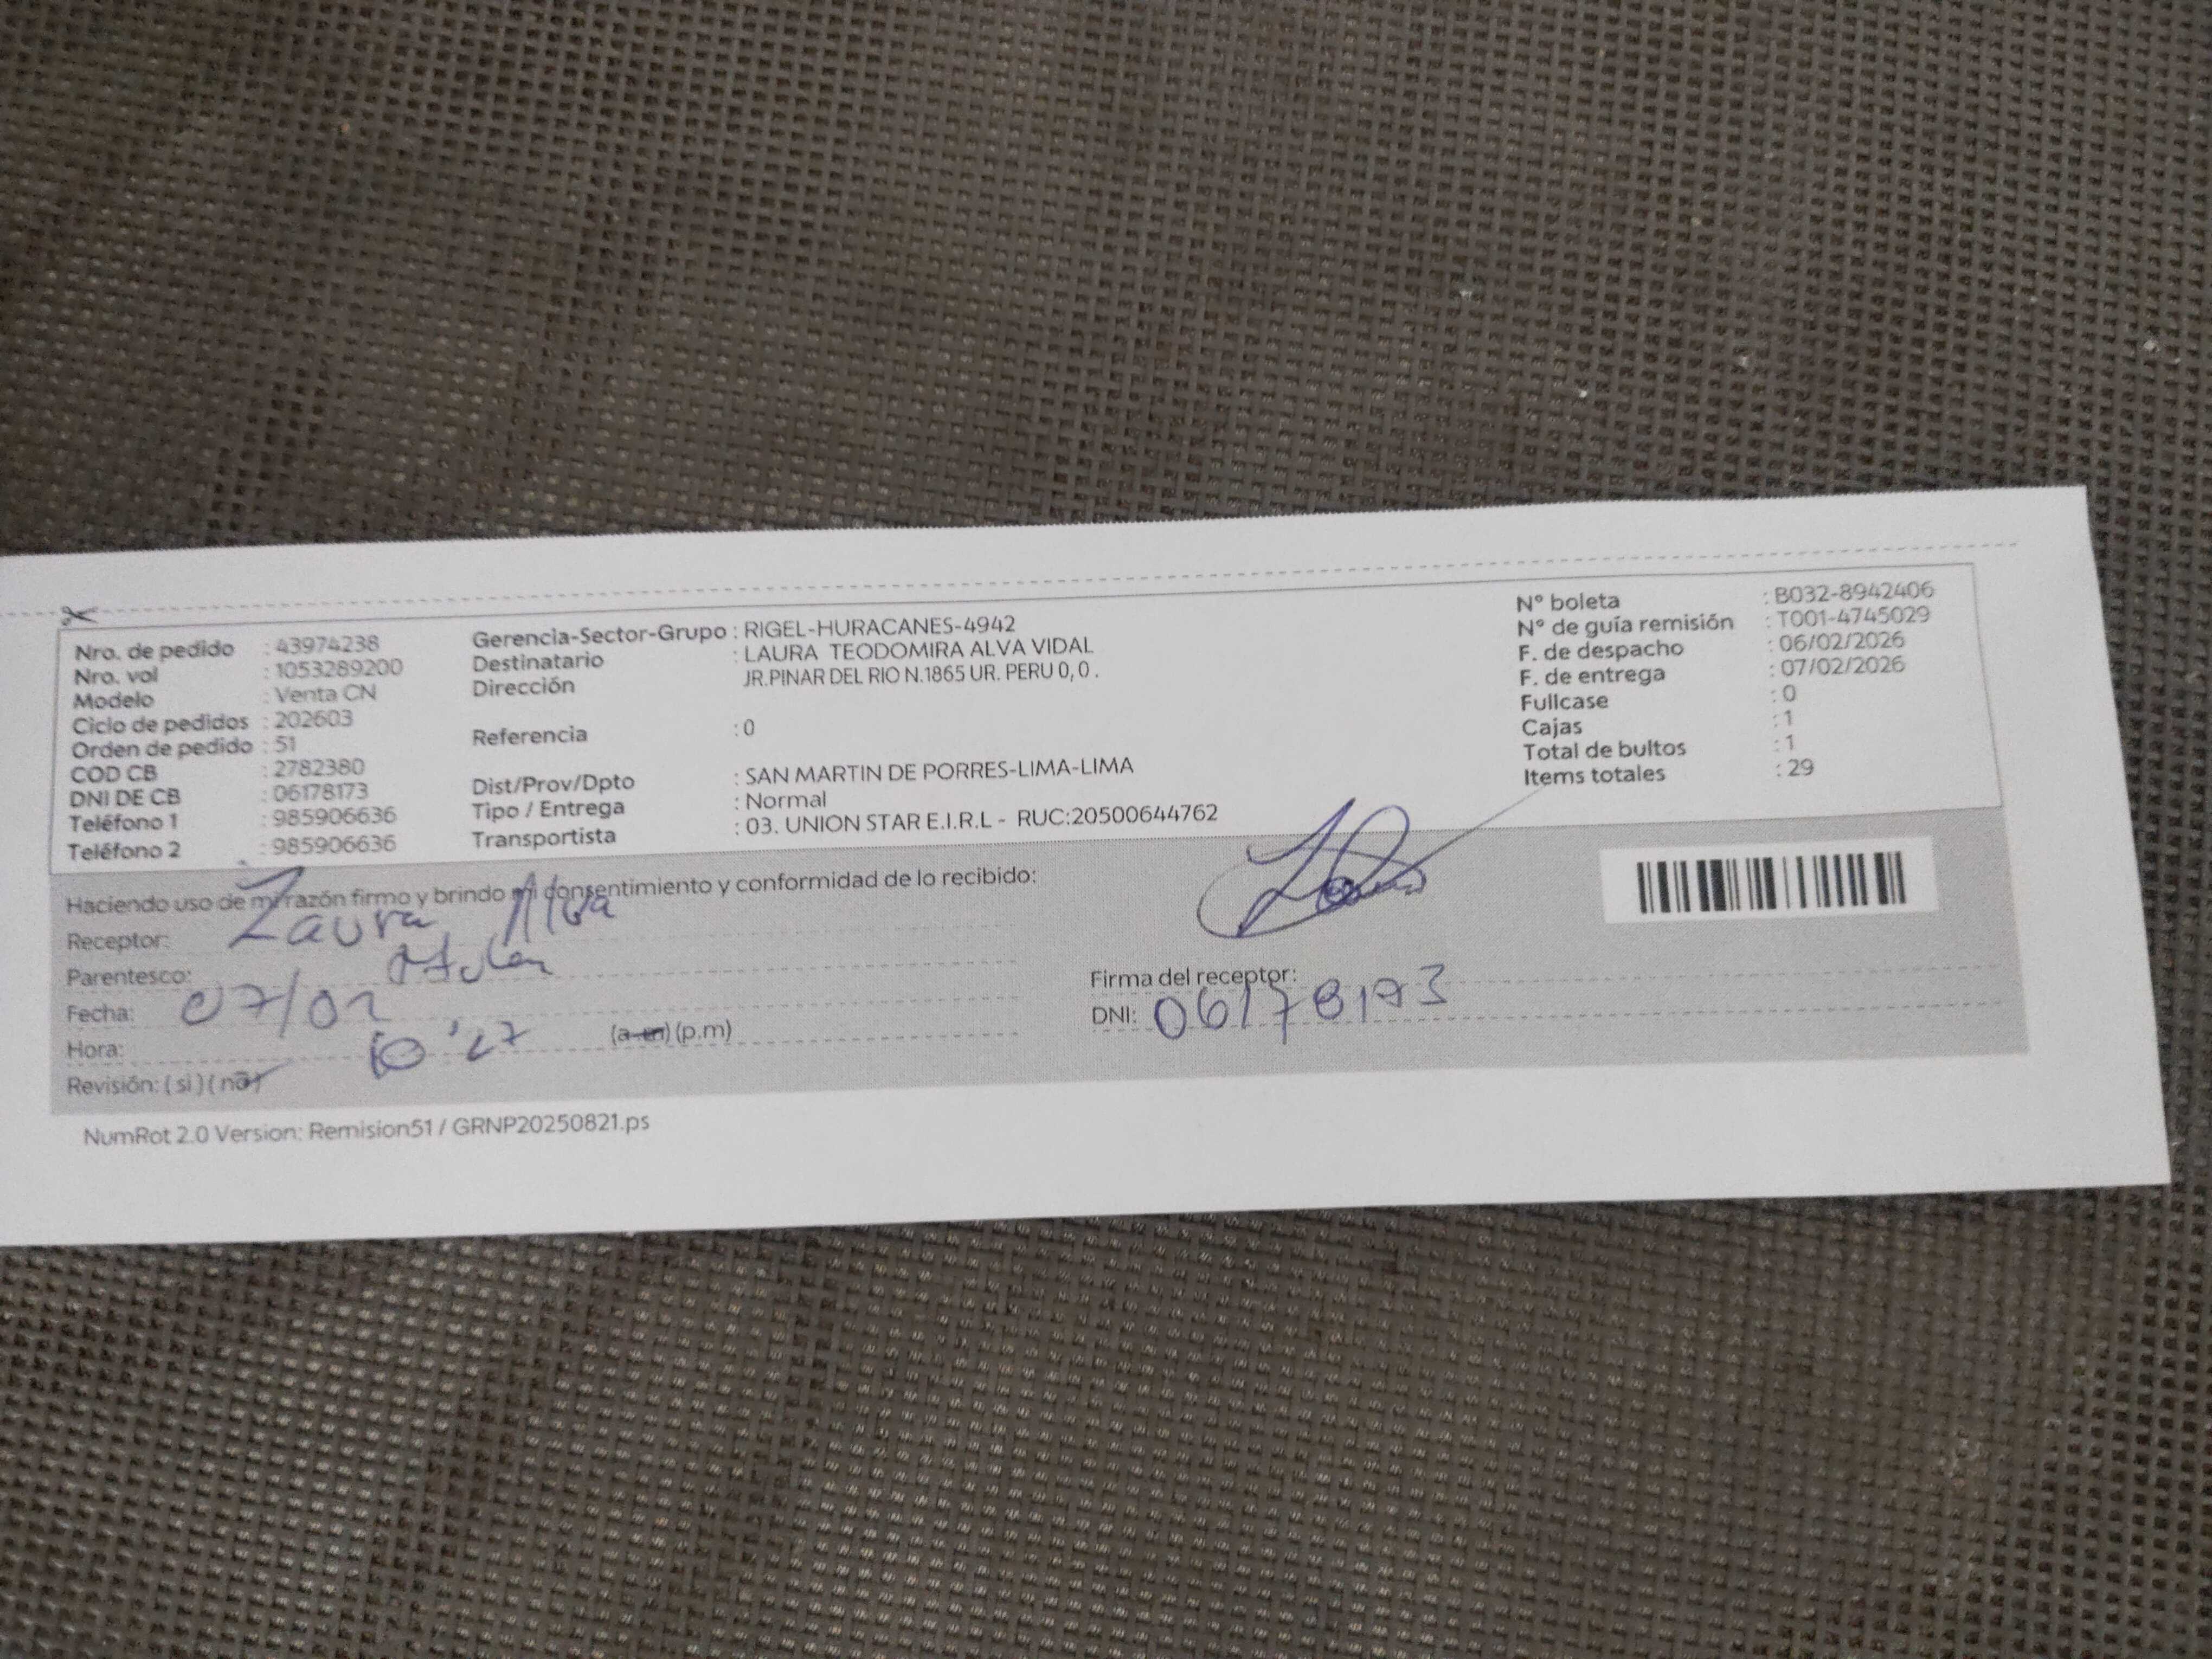 Nro. de pedido : 43974238
Nro. vol : 1053289200
Modelo : Venta CN
Ciclo de pedidos : 202603
Orden de pedido : 51
COD CB : 2782380
DNI DE CB : 06178173
Teléfono 1 : 985906636
Teléfono 2 : 985906636
Gerencia-Sector-Grupo : RIGEL-HURACANES-4942
Destinatario : LAURA TEODOMIRA ALVA VIDAL
Dirección JR.PINAR DEL RIO N.1865 UR. PERU 0, 0 .
Referencia : 0
Dist/Prov/Dpto : SAN MARTIN DE PORRES-LIMA-LIMA
Tipo / Entrega : Normal
Transportista : 03. UNION STAR E.I.R.L - RUC:20500644762
N° boleta : B032-8942406
N° de guía remisión : T001-4745029
F. de despacho : 06/02/2026
F. de entrega : 07/02/2026
Fullcase : 0
Cajas : 1
Total de bultos : 1
Items totales : 29
Haciendo uso de mi razón firmo y brindo mi consentimiento y conformidad de lo recibido:
Receptor: Laura Alva
Parentesco:
Fecha: 07/02
Hora: (a m) (p.m)
Revisión: ( si ) ( no )
Firma del receptor:
DNI: 06178173
NumRot 2.0 Version: Remision51 / GRNP20250821.ps